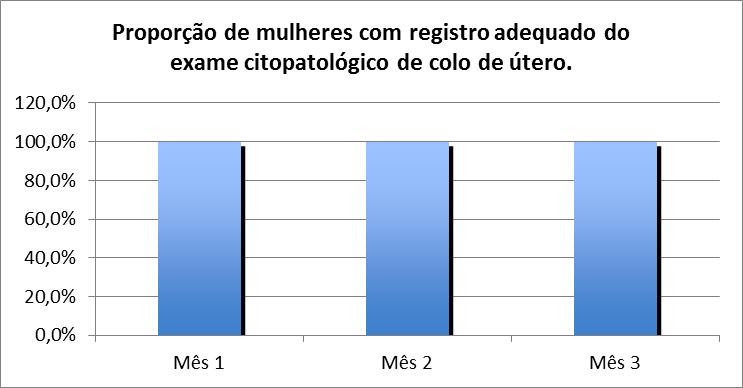 Proporção de mulheres com registro adequado do
exame citopatológico de colo de útero.
120,0%
100,0%
80,0%
60,0%
40,0%
20,0%
0,0%
Mês 1 Mês 2 Mês 3